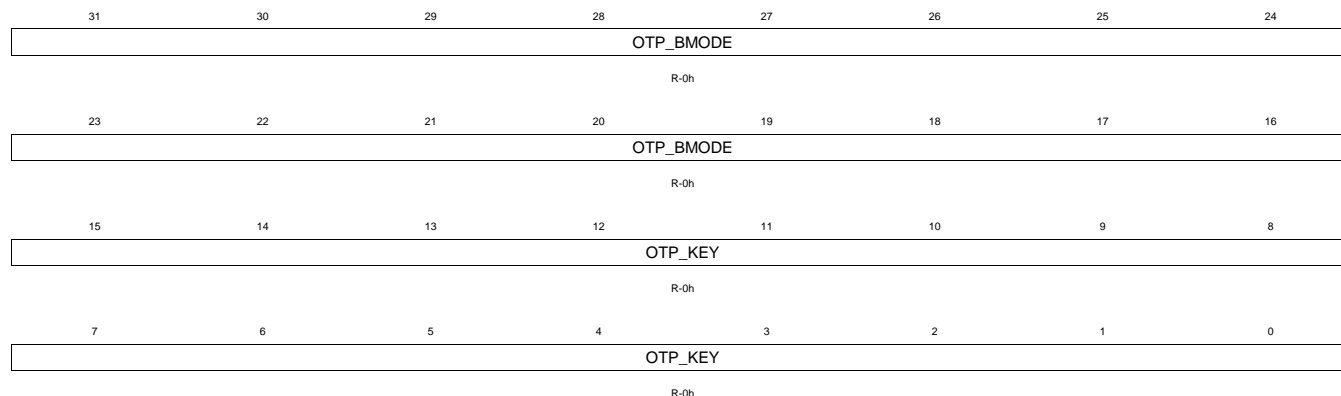 31 30 29 28 27 26 25 24
OTP_BMODE
R-0h
23 22 21 20 19 18 17 16
OTP_BMODE
R-0h
15 14 13 12 11 10 9 8
OTP_KEY
R-0h
7 6 5 4 3 2 1 0
OTP_KEY
R-0h